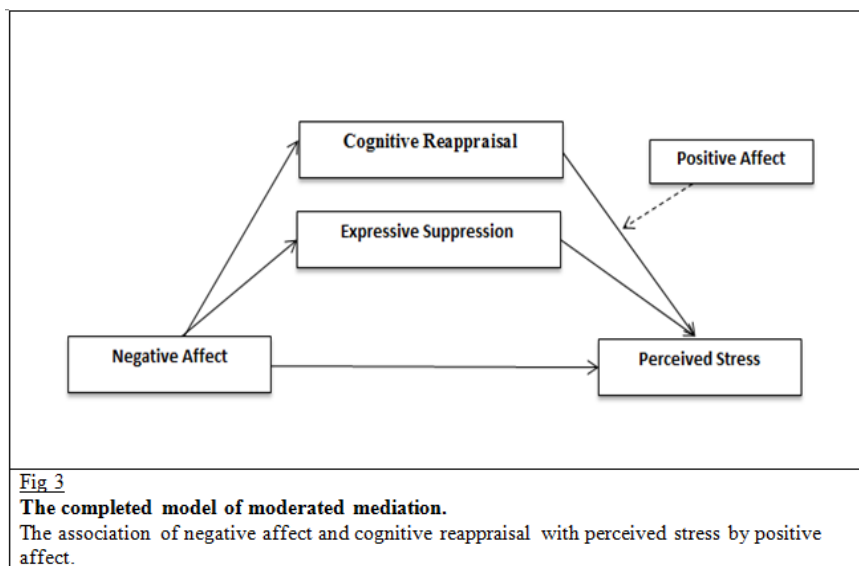 Cognitive Reappraisal
Positive Affect
Expressive Suppression
Negative Affect
Perceived Stress
Fig 3
The completed model of moderated mediation.
The association of negative affect and cognitive reappraisal with perceived stress by positive
affect.